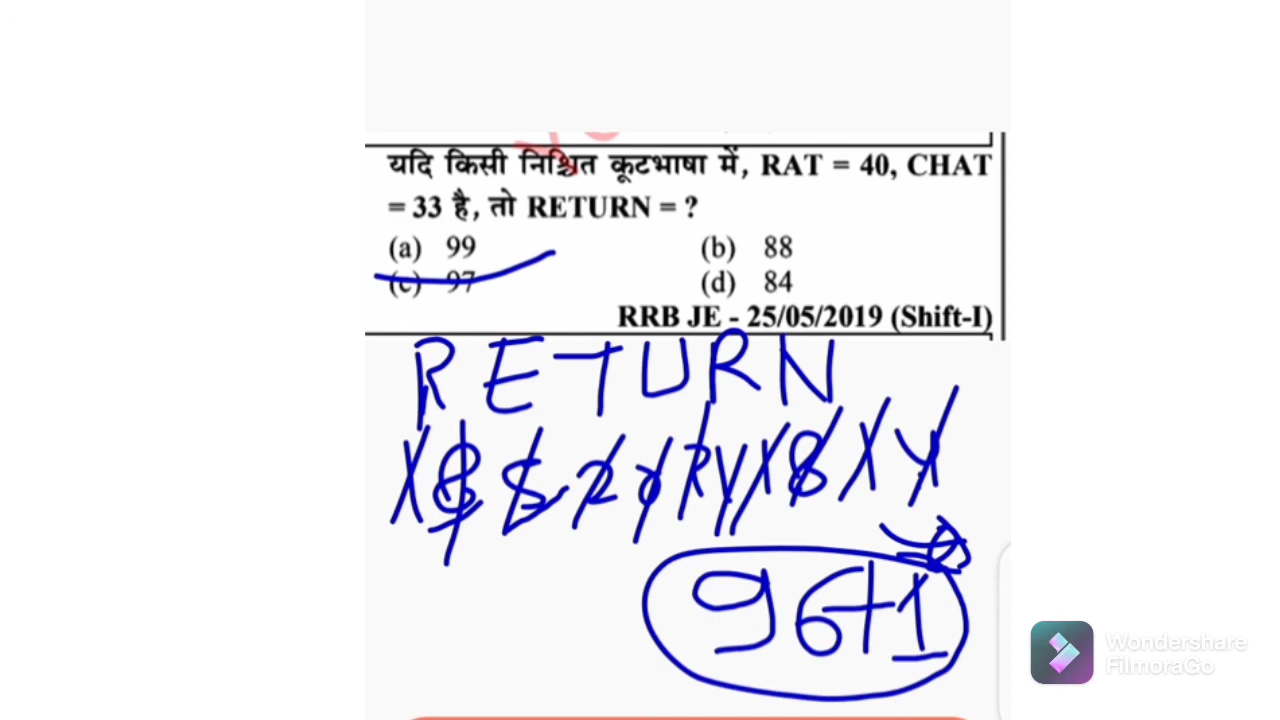 यदि किसी निश्चित कूटभाषा में, RAT = 40, CHAT
= 33 है, तो RETURN = ?
(a) 99 (b) 88
(c) 97 (d) 84
RRB JE - 25/05/2019 (Shift-I)
RETURN
96+1
Wondershare
FilmoraGo